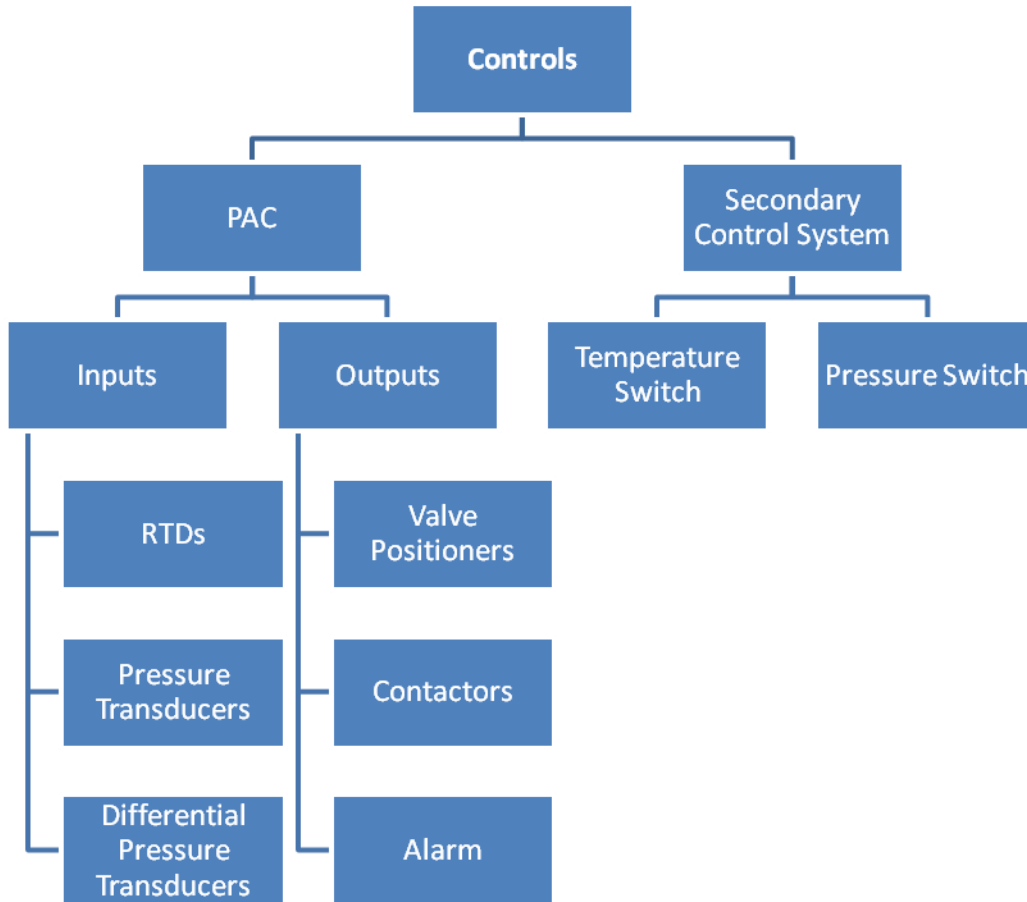 Controls
PAC
Secondary
Control System
Inputs
Outputs
Temperature
Switch
Pressure Switch
RTDs
Valve
Positioners
Pressure
Transducers
Contactors
Differential
Pressure
Transducers
Alarm